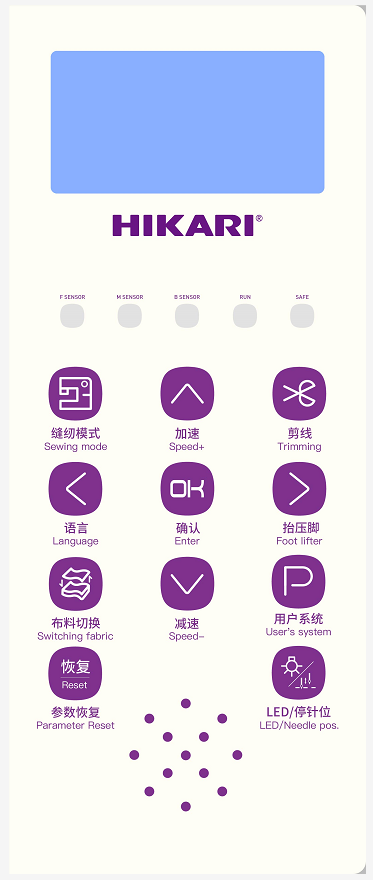 HIKARI®
F SENSOR M SENSOR B SENSOR RUN SAFE
缝纫模式 加速 剪线
Sewing mode Speed+ Trimming
OK
语言 确认 抬压脚
Language Enter Foot lifter
P
布料切换 减速 用户系统
Switching fabric Speed- User's system
恢复
Reset
参数恢复 LED/停针位
Parameter Reset LED/Needle pos.